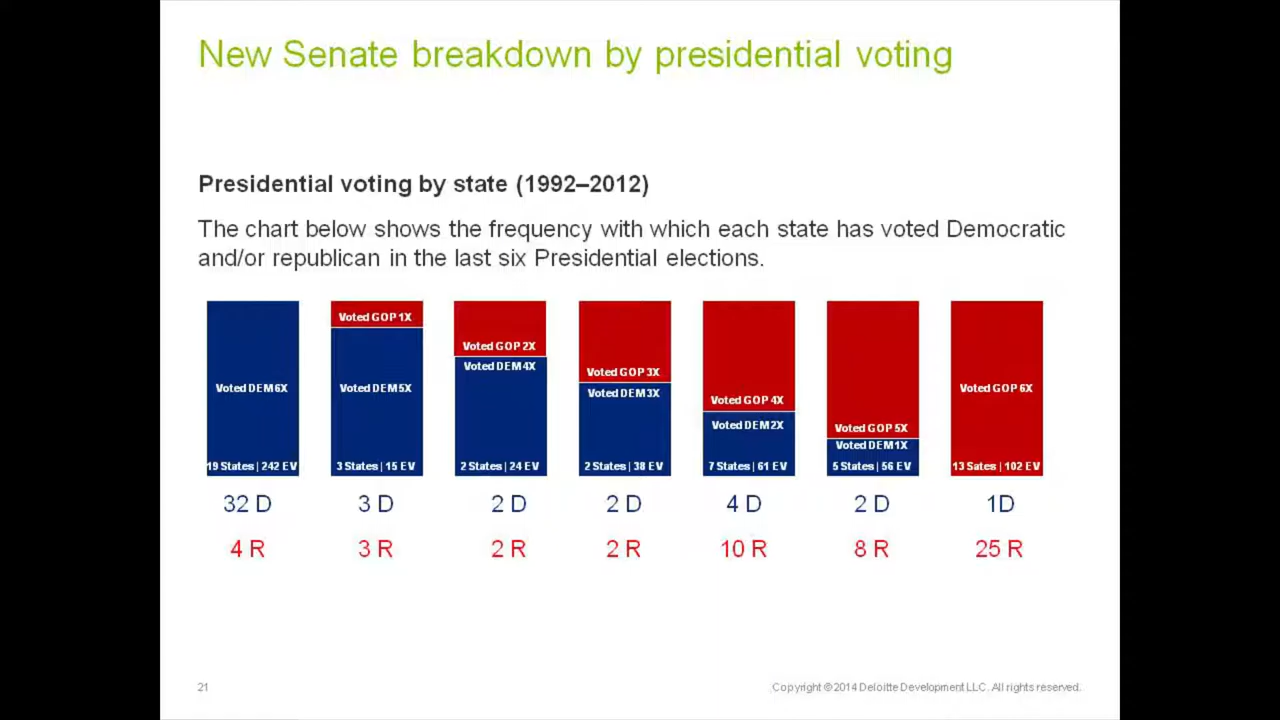 New Senate breakdown by presidential voting
Presidential voting by state (1992–2012)
The chart below shows the frequency with which each state has voted Democratic
and/or republican in the last six Presidential elections.
Voted DEM 6X
19 States | 242 EV
32 D
4 R
Voted GOP 1X
Voted DEM 5X
3 States | 15 EV
3 D
3 R
Voted GOP 2X
Voted DEM 4X
2 States | 24 EV
2 D
2 R
Voted GOP 3X
Voted DEM 3X
2 States | 38 EV
2 D
2 R
Voted GOP 4X
Voted DEM 2X
7 States | 61 EV
4 D
10 R
Voted GOP 5X
Voted DEM 1X
5 States | 56 EV
2 D
8 R
Voted GOP 6X
13 Sates | 102 EV
1D
25 R
21
Copyright © 2014 Deloitte Development LLC. All rights reserved.